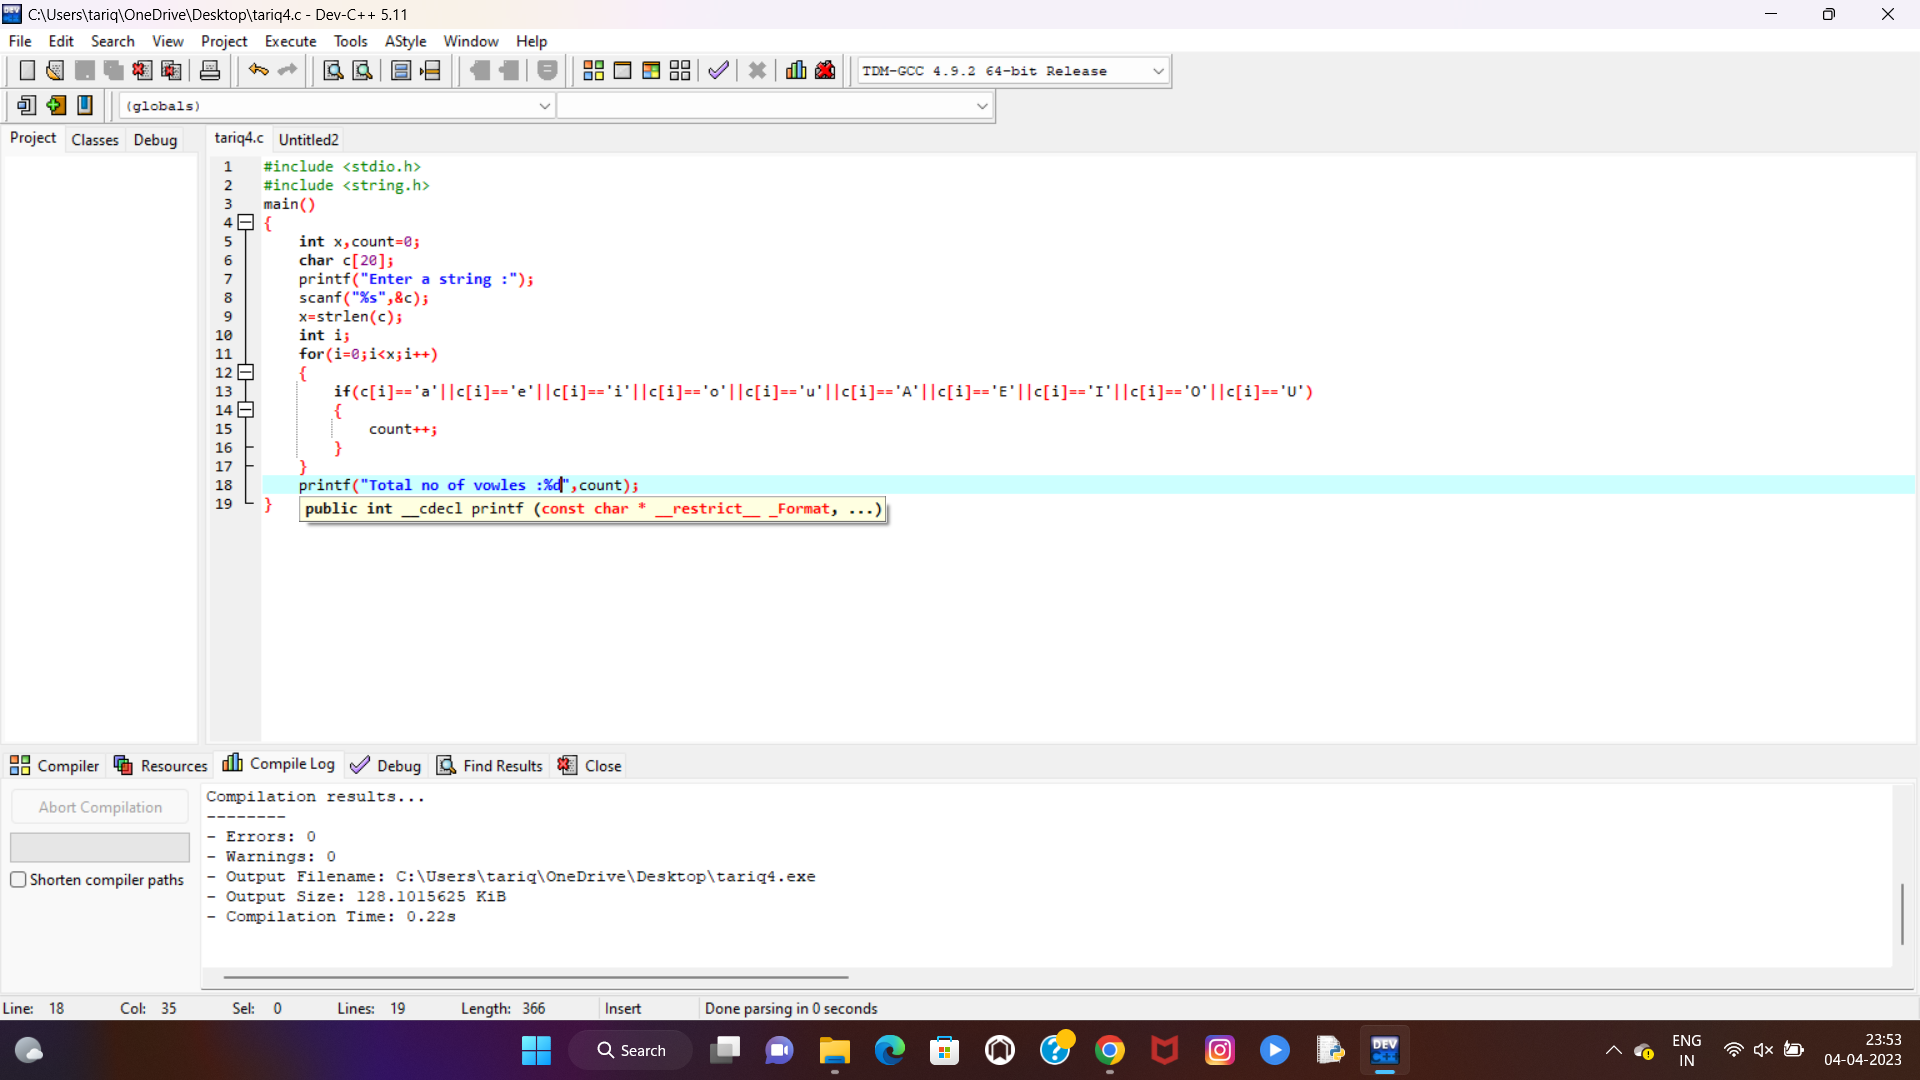 C:\Users\tariq\OneDrive\Desktop\tariq4.c - Dev-C++ 5.11
File Edit Search View Project Execute Tools AStyle Window Help
TDM-GCC 4.9.2 64-bit Release
(globals)
Project Classes Debug tariq4.c Untitled2
1 #include <stdio.h>
2 #include <string.h>
3 main()
4 {
5 int x,count=0;
6 char c[20];
7 printf("Enter a string :");
8 scanf("%s",&c);
9 x=strlen(c);
10 int i;
11 for(i=0;i<x;i++)
12 {
13 if(c[i]=='a'||c[i]=='e'||c[i]=='i'||c[i]=='o'||c[i]=='u'||c[i]=='A'||c[i]=='E'||c[i]=='I'||c[i]=='O'||c[i]=='U')
14 {
15 count++;
16 }
17 }
18 printf("Total no of vowles :%d",count);
19 }
public int __cdecl printf (const char * __restrict__ _Format, ...)
Compiler Resources Compile Log Debug Find Results Close
Abort Compilation
Shorten compiler paths
Compilation results...
--------
- Errors: 0
- Warnings: 0
- Output Filename: C:\Users\tariq\OneDrive\Desktop\tariq4.exe
- Output Size: 128.1015625 KiB
- Compilation Time: 0.22s
Line: 18 Col: 35 Sel: 0 Lines: 19 Length: 366 Insert Done parsing in 0 seconds
Search
DEV
ENG
IN
23:53
04-04-2023